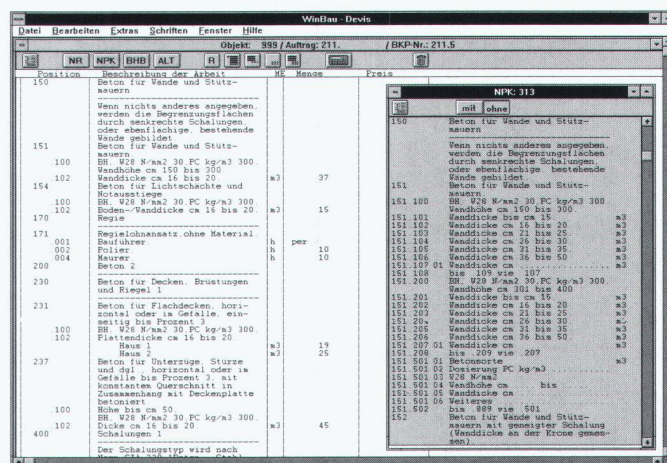 WinBau - Devis
Datei Bearbeiten Extras Schriften Fenster Hilfe
Objekt: 999 / Auftrag: 211. / BKP-Nr.: 211.5
NR NPK BHB ALT R
Position Beschreibung der Arbeit ME Menge Preis
150 Beton für Wände und Stütz-
mauern
Wenn nichts anderes angegeben,
werden die Begrenzungsflächen
durch senkrechte Schalungen,
oder ebenflächige, bestehende
Wände gebildet.
151 Beton für Wände und Stütz-
mauern
100 BH. W28 N/mm2 30.PC kg/m3 300.
Wandhöhe cm 150 bis 300
102 Wanddicke cm 16 bis 20. m3 37
154 Beton für Lichtschächte und
Notausstiege
100 BH. W28 N/mm2 30.PC kg/m3 300.
102 Boden-/Wanddicke cm 16 bis 20. m3 15
170 Regie
171 Regielohnansatz.ohne Material.
001 Bauführer h per
002 Polier h 10
004 Maurer h 10
200 Beton 2
230 Beton für Decken, Brüstungen
und Riegel 1
231 Beton für Flachdecken, hori-
zontal oder im Gefälle, ein-
seitig bis Prozent 3
100 BH. W28 N/mm2 30.PC kg/m3 300.
102 Plattendicke cm 16 bis 20.
Haus 1 m3 19
Haus 2 m3 25
237 Beton für Unterzüge, Stürze
und dgl., horizontal oder im
Gefälle bis Prozent 3, mit
konstantem Querschnitt in
Zusammenhang mit Deckenplatte
betoniert
100 Höhe bis cm 50
BH. W28 N/mm2 30.PC kg/m3 300.
102 Dicke cm 16 bis 20. m3 45
400 Schalungen 1
Der Schalungstyp wird nach
NPK: 313
mit ohne
150 Beton für Wände und Stütz-
mauern
Wenn nichts anderes angegeben,
werden die Begrenzungsflächen
durch senkrechte Schalungen,
oder ebenflächige, bestehende
Wände gebildet.
151 Beton für Wände und Stütz-
mauern
151.100 BH. W28 N/mm2 30.PC kg/m3 300.
Wandhöhe cm 150 bis 300.
151.101 Wanddicke bis cm 15. m3
151.102 Wanddicke cm 16 bis 20. m3
151.103 Wanddicke cm 21 bis 25. m3
151.104 Wanddicke cm 26 bis 30. m3
151.105 Wanddicke cm 31 bis 35. m3
151.106 Wanddicke cm 36 bis 50 m3
151.107 01 Wanddicke cm m3
151.108 bis .109 wie .107
151.200 BH. W28 N/mm2 30.PC kg/m3 300.
Wandhöhe cm 301 bis 400
151.201 Wanddicke bis cm 15. m3
151.202 Wanddicke cm 16 bis 20 m3
151.203 Wanddicke cm 21 bis 25. m3
Wanddicke cm 26 bis 30. m3
151.205 Wanddicke cm 31 bis 35 m3
151.206 Wanddicke cm 36 bis 50. m3
151.207 01 Wanddicke cm m3
151.208 bis .209 wie .207
151.501 01 Betonsorte m3
151.501 02 Dosierung PC kg/m3
151.501 03 W28 N/mm2
151.501 04 Wandhöhe cm bis
151.501 05 Wanddicke cm
151.501 06 Weiteres
151.502 bis .889 wie .501
152 Beton für Wände und Stütz-
mauern mit geneigter Schalung
(Wanddicke an der Krone gemes-
sen).